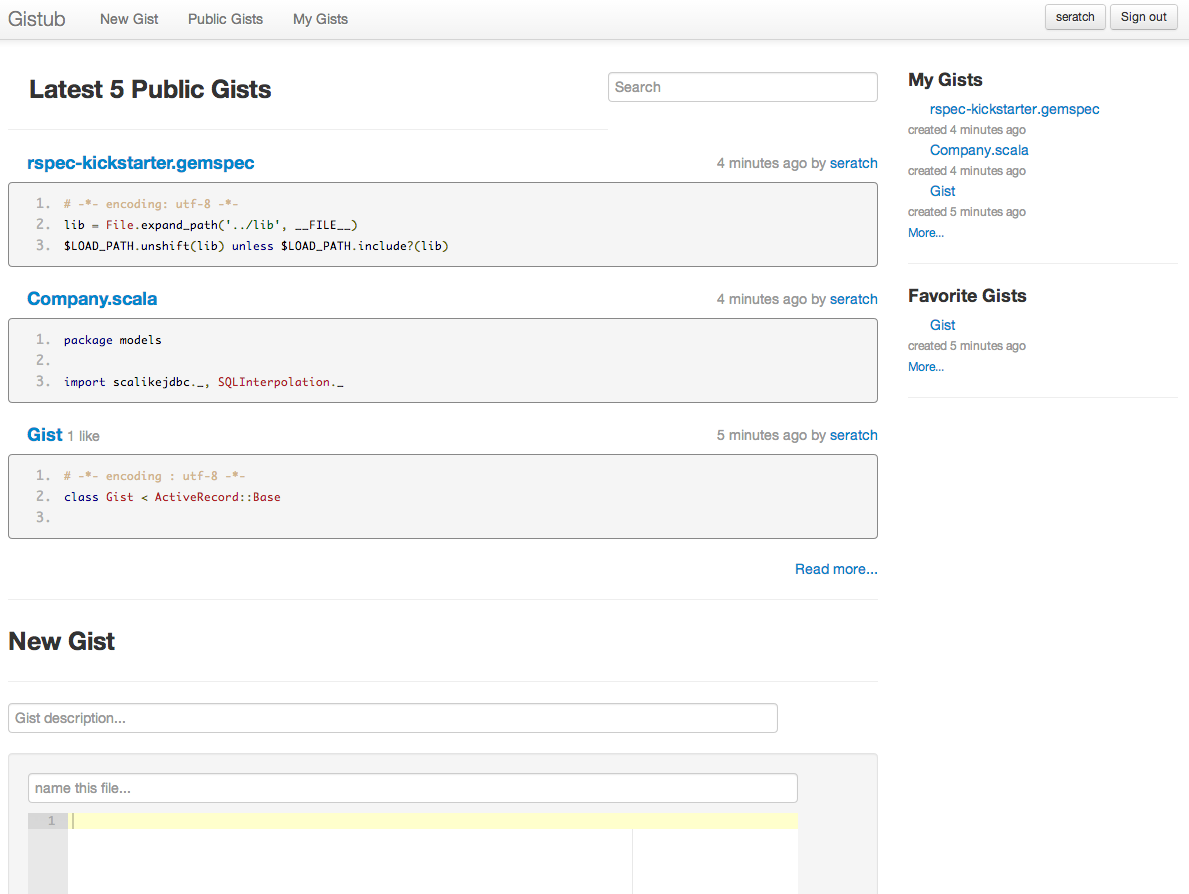 Gistub New Gist Public Gists My Gists seratch Sign out
Latest 5 Public Gists
Search
rspec-kickstarter.gemspec 4 minutes ago by seratch
1. # -*- encoding: utf-8 -*-
2. lib = File.expand_path('../lib', __FILE__)
3. $LOAD_PATH.unshift(lib) unless $LOAD_PATH.include?(lib)
Company.scala 4 minutes ago by seratch
1. package models
2.
3. import scalikejdbc._, SQLInterpolation._
Gist 1 like 5 minutes ago by seratch
1. # -*- encoding : utf-8 -*-
2. class Gist < ActiveRecord::Base
3.
Read more...
New Gist
Gist description...
name this file...
1
My Gists
rspec-kickstarter.gemspec
created 4 minutes ago
Company.scala
created 4 minutes ago
Gist
created 5 minutes ago
More...
Favorite Gists
Gist
created 5 minutes ago
More...